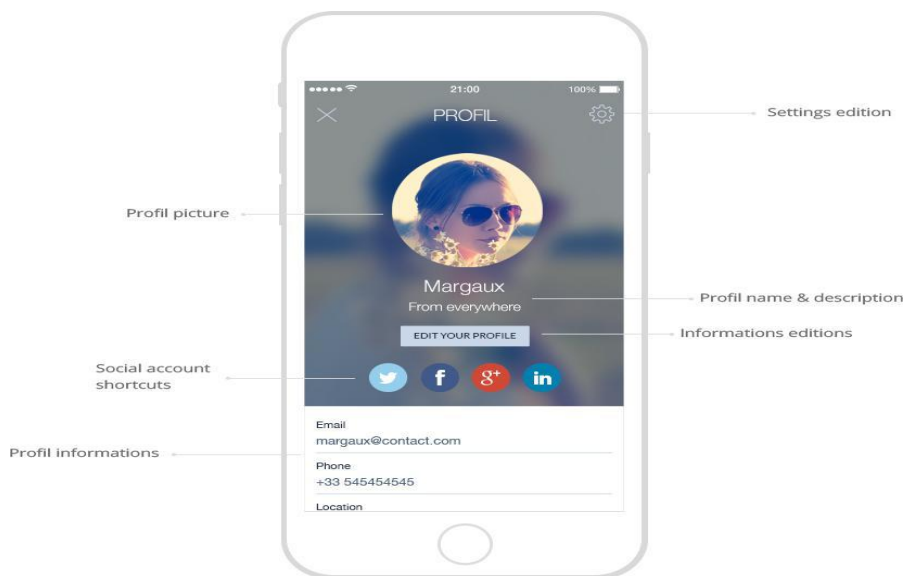 21:00
100%
PROFIL
Settings edition
Profil picture
Margaux
From everywhere
Profil name & description
EDIT YOUR PROFILE
Informations editions
Social account
shortcuts
f
g+
in
Email
margaux@contact.com
Profil informations
Phone
+33 545454545
Location